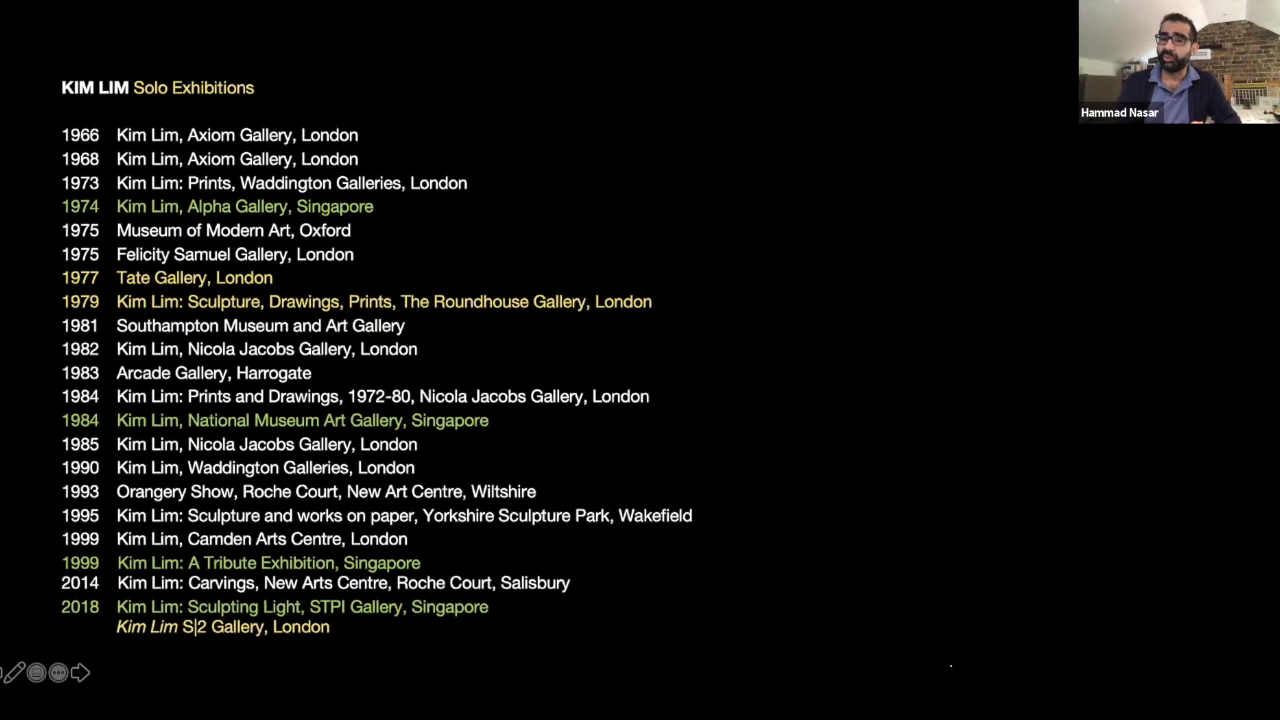 KIM LIM Solo Exhibitions
1966 Kim Lim, Axiom Gallery, London
1968 Kim Lim, Axiom Gallery, London
1973 Kim Lim: Prints, Waddington Galleries, London
1974 Kim Lim, Alpha Gallery, Singapore
1975 Museum of Modern Art, Oxford
1975 Felicity Samuel Gallery, London
1977 Tate Gallery, London
1979 Kim Lim: Sculpture, Drawings, Prints, The Roundhouse Gallery, London
1981 Southampton Museum and Art Gallery
1982 Kim Lim, Nicola Jacobs Gallery, London
1983 Arcade Gallery, Harrogate
1984 Kim Lim: Prints and Drawings, 1972-80, Nicola Jacobs Gallery, London
1984 Kim Lim, National Museum Art Gallery, Singapore
1985 Kim Lim, Nicola Jacobs Gallery, London
1990 Kim Lim, Waddington Galleries, London
1993 Orangery Show, Roche Court, New Art Centre, Wiltshire
1995 Kim Lim: Sculpture and works on paper, Yorkshire Sculpture Park, Wakefield
1999 Kim Lim, Camden Arts Centre, London
1999 Kim Lim: A Tribute Exhibition, Singapore
2014 Kim Lim: Carvings, New Arts Centre, Roche Court, Salisbury
2018 Kim Lim: Sculpting Light, STPI Gallery, Singapore
Kim Lim S|2 Gallery, London
Hammad Nasar